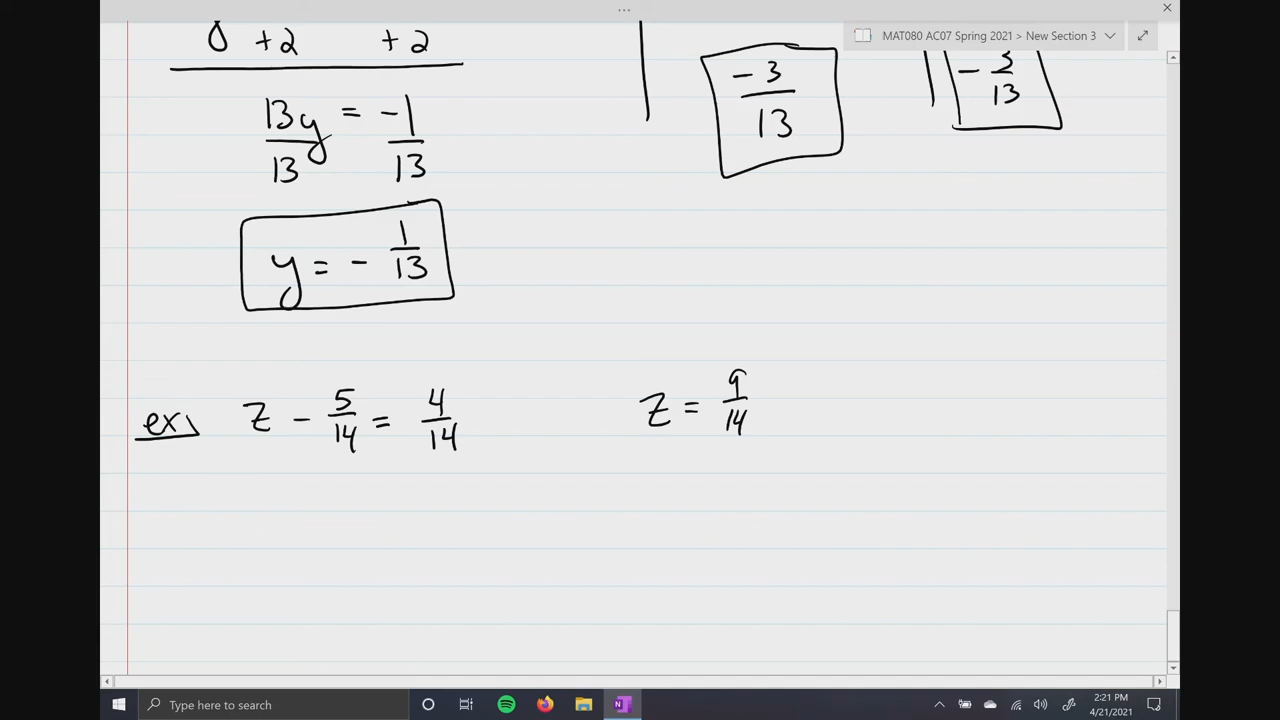 MAT080 AC07 Spring 2021 > New Section 3
+2 +2
13y/13 = -1/13
y = - 1/13
-3/13
- 3/13
ex) z - 5/14 = 4/14
z = 9/14
Type here to search
2:21 PM
4/21/2021